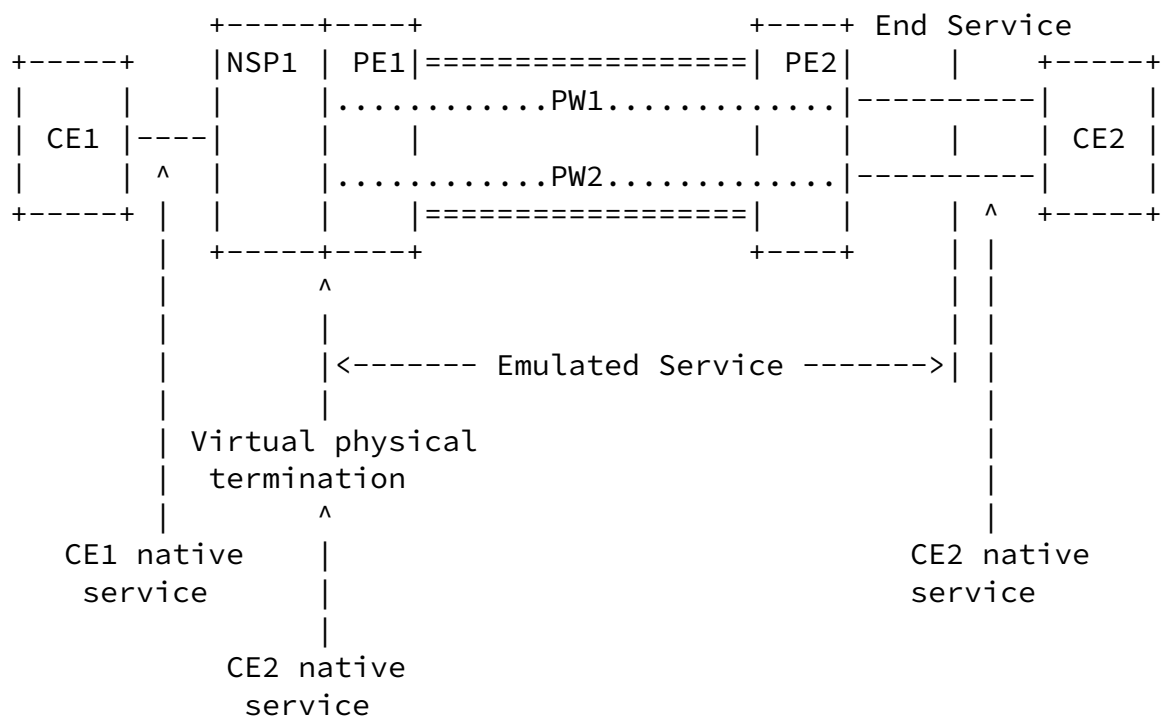 +-----+----+                  +----+ End Service
+-----+    |NSP1 | PE1|==================| PE2|     |    +------+
|     |    |     |............PW1.............|----------|      |
| CE1 |----|     |    |                  |    |     |    | CE2  |
|     | ^  |     |............PW2.............|----------|      |
+-----+ |  |     |    |==================|    |     | ^  +------+
|  +-----+----+                  +----+     | |
|        ^                                  | |
|        |                                  | |
|        |<------- Emulated Service ------->| |
|        |                                    |
| Virtual physical                            |
|  termination                                |
|        ^                                    |
CE1 native  |                                CE2 native
service    |                                service
|
CE2 native
service